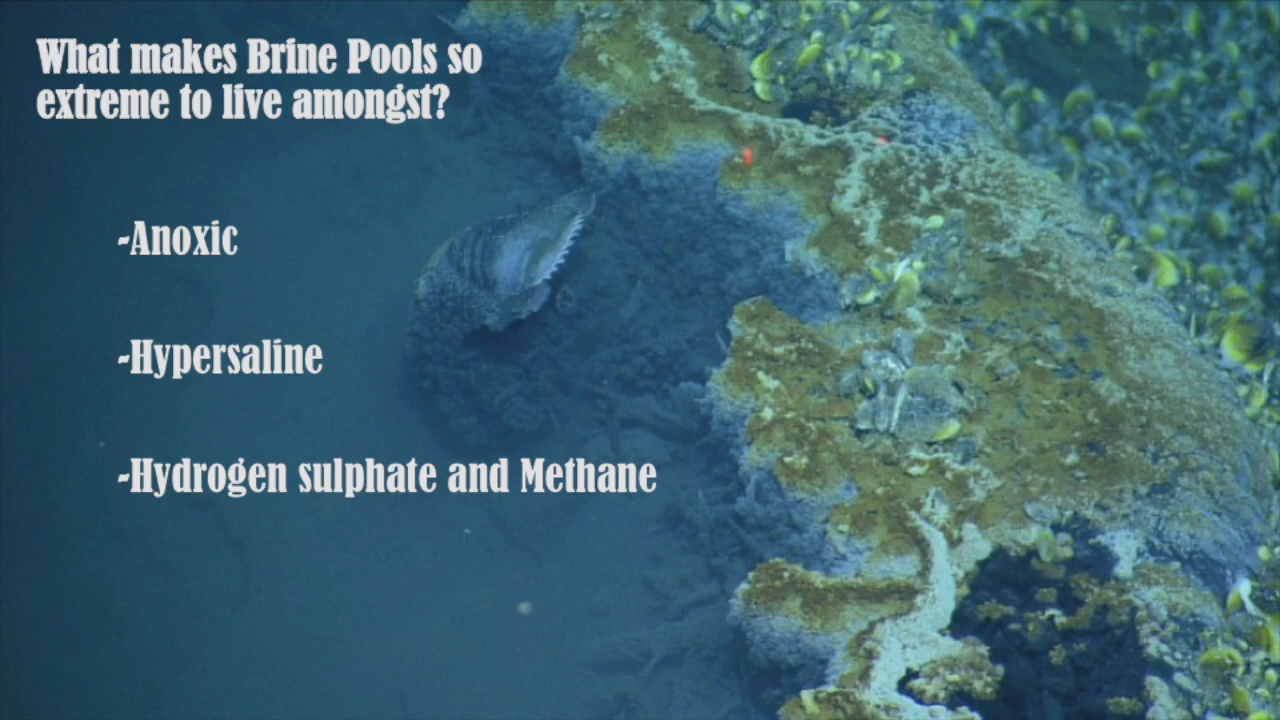 What makes Brine Pools so
extreme to live amongst?
-Anoxic
-Hypersaline
-Hydrogen sulphate and Methane